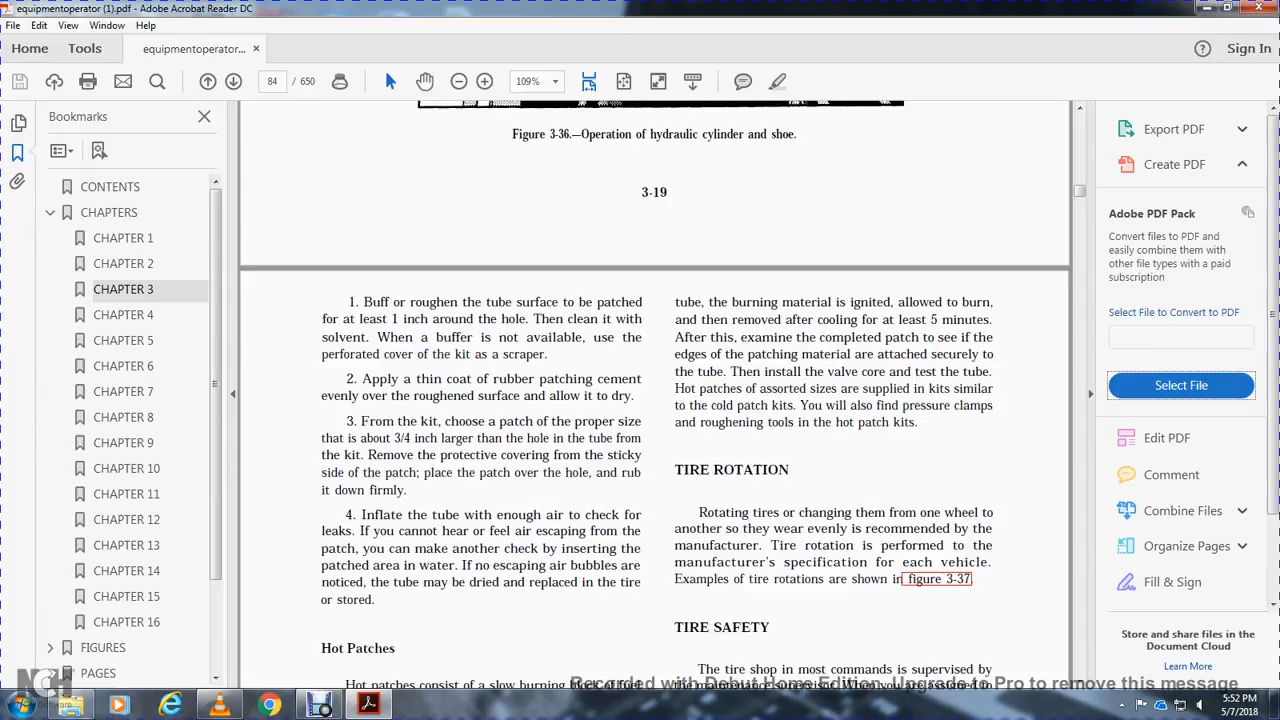 equipmentoperator (1).pdf - Adobe Acrobat Reader DC
File Edit View Window Help
Home Tools equipmentoperator... × Sign In
84 / 650 109%
Bookmarks
CONTENTS
CHAPTERS
CHAPTER 1
CHAPTER 2
CHAPTER 3
CHAPTER 4
CHAPTER 5
CHAPTER 6
CHAPTER 7
CHAPTER 8
CHAPTER 9
CHAPTER 10
CHAPTER 11
CHAPTER 12
CHAPTER 13
CHAPTER 14
CHAPTER 15
CHAPTER 16
FIGURES
PAGES
Figure 3-36.—Operation of hydraulic cylinder and shoe.
3-19
1. Buff or roughen the tube surface to be patched
for at least 1 inch around the hole. Then clean it with
solvent. When a buffer is not available, use the
perforated cover of the kit as a scraper.
2. Apply a thin coat of rubber patching cement
evenly over the roughened surface and allow it to dry.
3. From the kit, choose a patch of the proper size
that is about 3/4 inch larger than the hole in the tube from
the kit. Remove the protective covering from the sticky
side of the patch; place the patch over the hole, and rub
it down firmly.
4. Inflate the tube with enough air to check for
leaks. If you cannot hear or feel air escaping from the
patch, you can make another check by inserting the
patched area in water. If no escaping air bubbles are
noticed, the tube may be dried and replaced in the tire
or stored.
Hot Patches
Hot patches consist of a slow burning
tube, the burning material is ignited, allowed to burn,
and then removed after cooling for at least 5 minutes.
After this, examine the completed patch to see if the
edges of the patching material are attached securely to
the tube. Then install the valve core and test the tube.
Hot patches of assorted sizes are supplied in kits similar
to the cold patch kits. You will also find pressure clamps
and roughening tools in the hot patch kits.
TIRE ROTATION
Rotating tires or changing them from one wheel to
another so they wear evenly is recommended by the
manufacturer. Tire rotation is performed to the
manufacturer's specification for each vehicle.
Examples of tire rotations are shown in figure 3-37.
TIRE SAFETY
The tire shop in most commands is supervised by
Export PDF
Create PDF
Adobe PDF Pack
Convert files to PDF and
easily combine them with
other file types with a paid
subscription
Select File to Convert to PDF
Select File
Edit PDF
Comment
Combine Files
Organize Pages
Fill & Sign
Store and share files in the
Document Cloud
Learn More
Recorded with Debut Home Edition. Upgrade to Pro to remove this message
NCH
Software
5:52 PM
5/7/2018